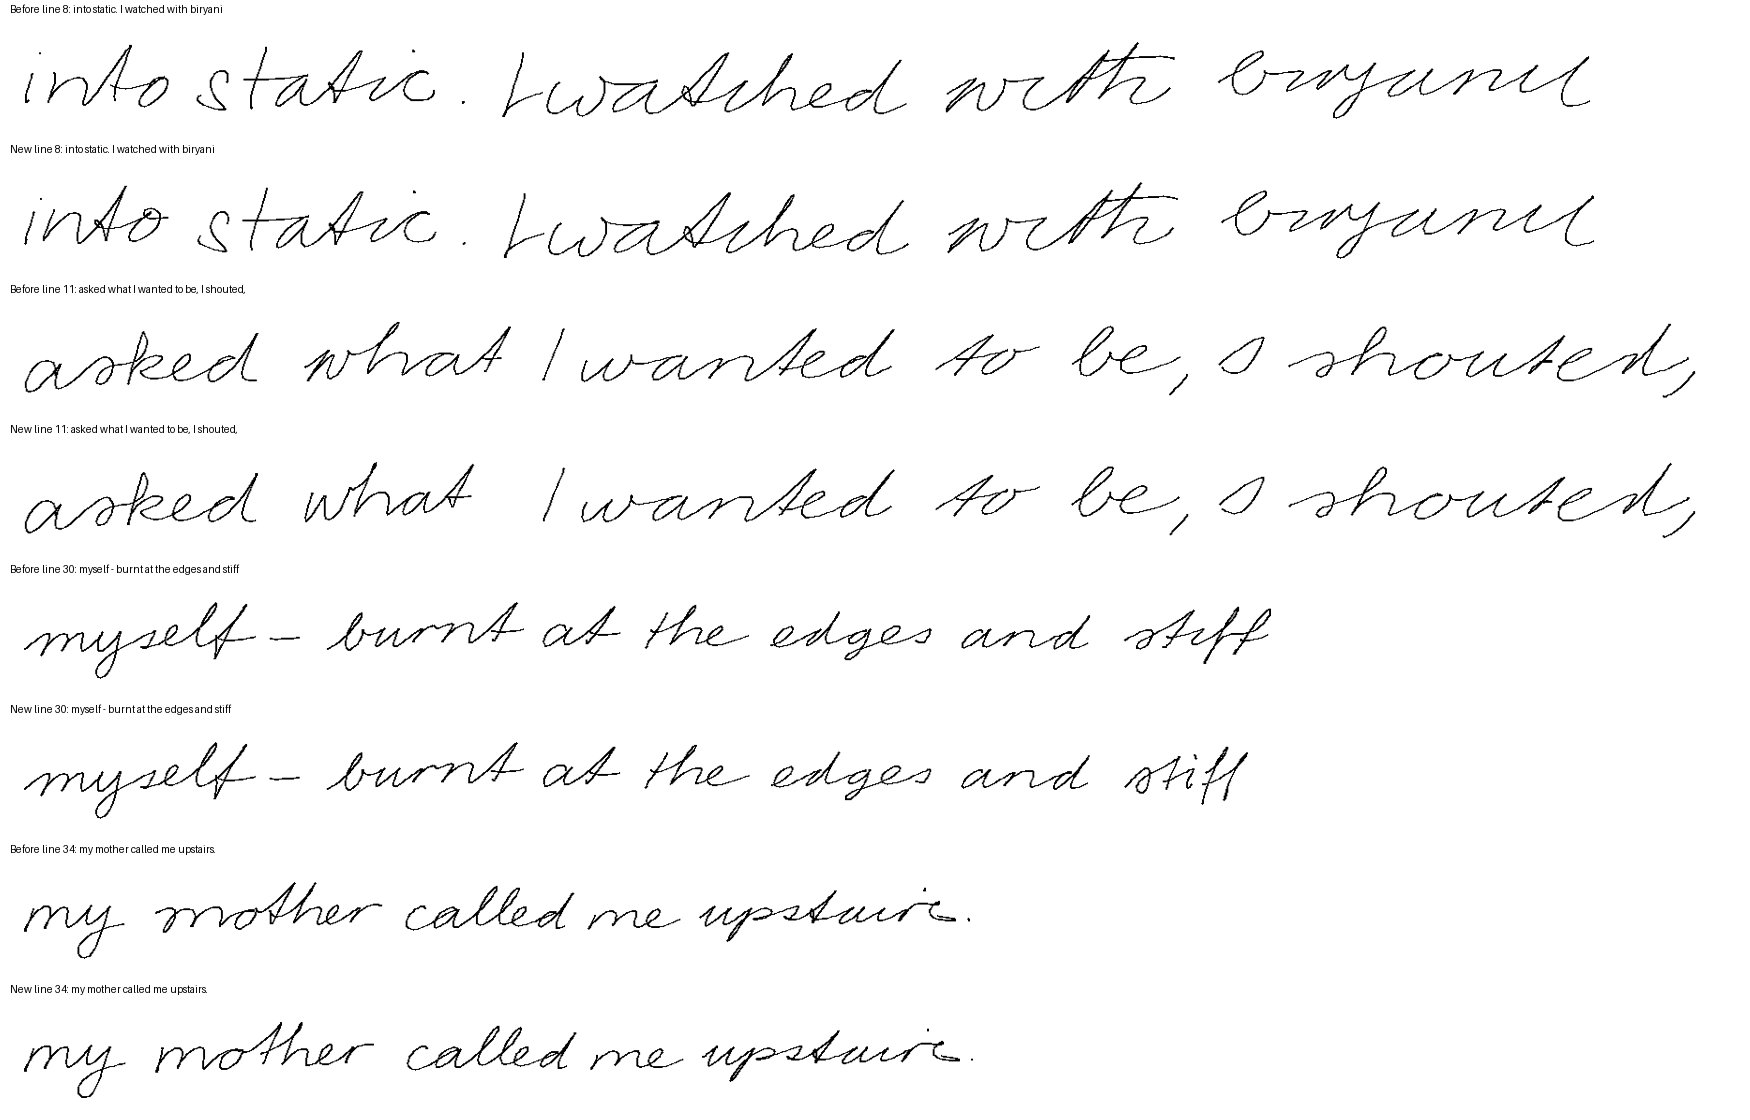 Before line 8: into static. I watched with biryani
into static. I watched with biryani
New line 8: into static. I watched with biryani
into static. I watched with biryani
Before line 11: asked what I wanted to be, I shouted,
asked what I wanted to be, I shouted,
New line 11: asked what I wanted to be, I shouted,
asked what I wanted to be, I shouted,
Before line 30: myself - burnt at the edges and stiff
myself - burnt at the edges and stiff
New line 30: myself - burnt at the edges and stiff
myself - burnt at the edges and stiff
Before line 34: my mother called me upstairs.
my mother called me upstairs.
New line 34: my mother called me upstairs.
my mother called me upstairs.